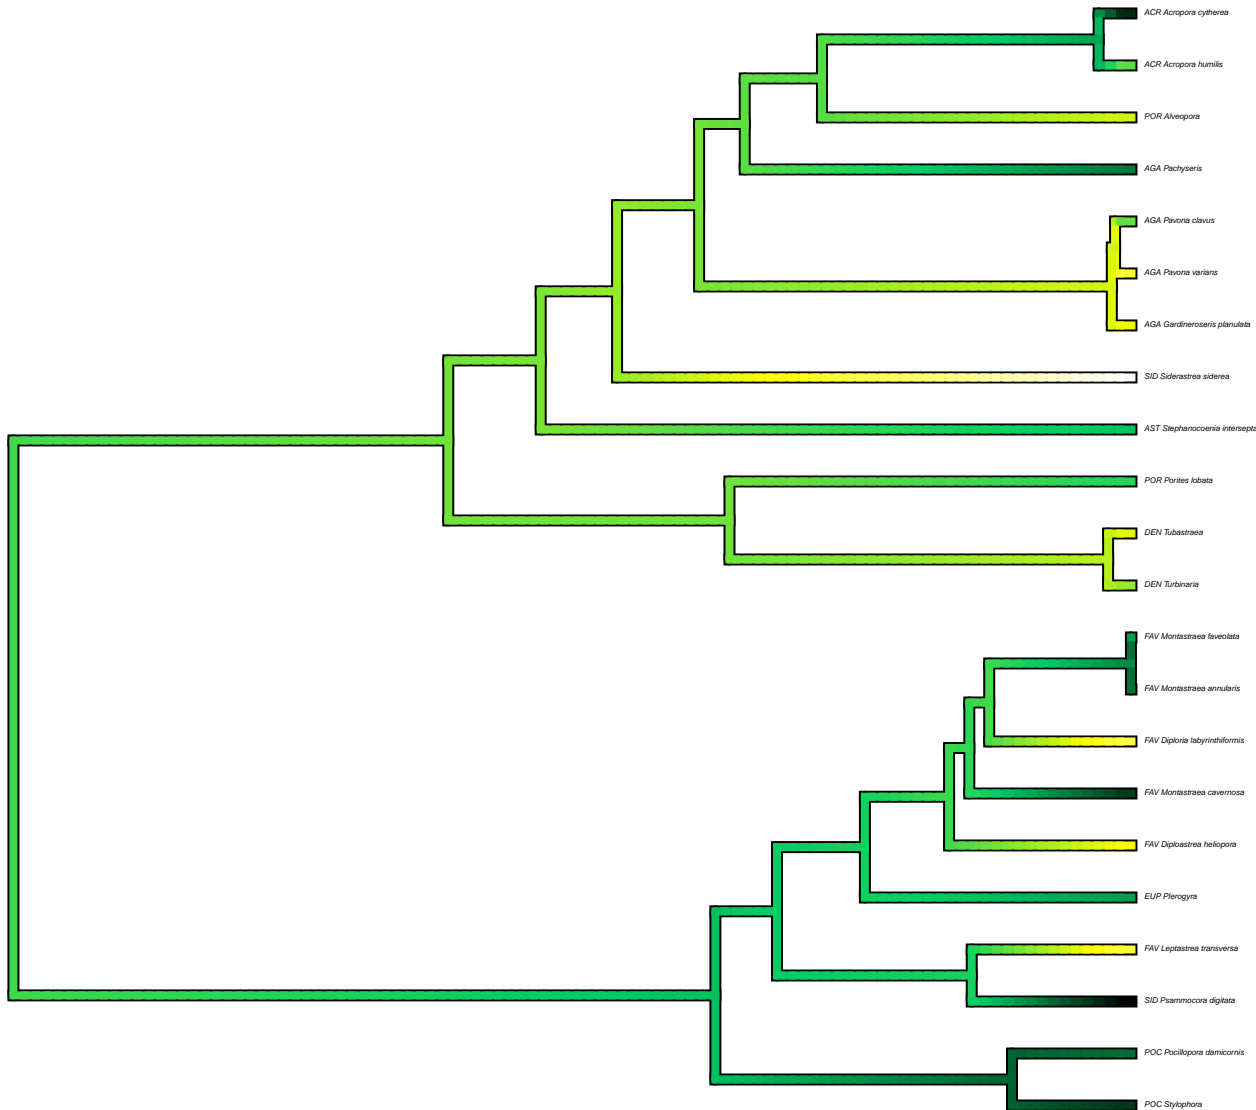 ACR Acropora cytherea
ACR Acropora humilis
POR Alveopora
AGA Pachyseris
AGA Pavona clavus
AGA Pavona varians
AGA Gardineroseris planulata
SID Siderastrea siderea
AST Stephanocoenia intersepta
POR Porites lobata
DEN Tubastraea
DEN Turbinaria
FAV Montastraea faveolata
FAV Montastraea annularis
FAV Diploria labyrinthiformis
FAV Montastraea cavernosa
FAV Diploastrea heliopora
EUP Plerogyra
FAV Leptastrea transversa
SID Psammocora digitata
POC Pocillopora damicornis
POC Stylophora